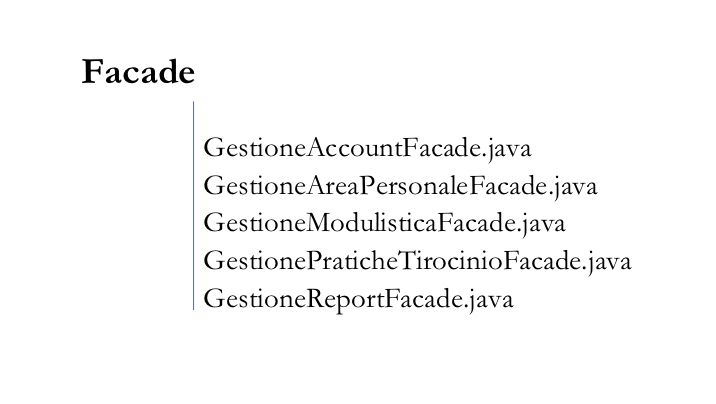 Facade
GestioneAccountFacade.java
GestioneAreaPersonaleFacade.java
GestioneModulisticaFacade.java
GestionePraticheTirocinioFacade.java
GestioneReportFacade.java